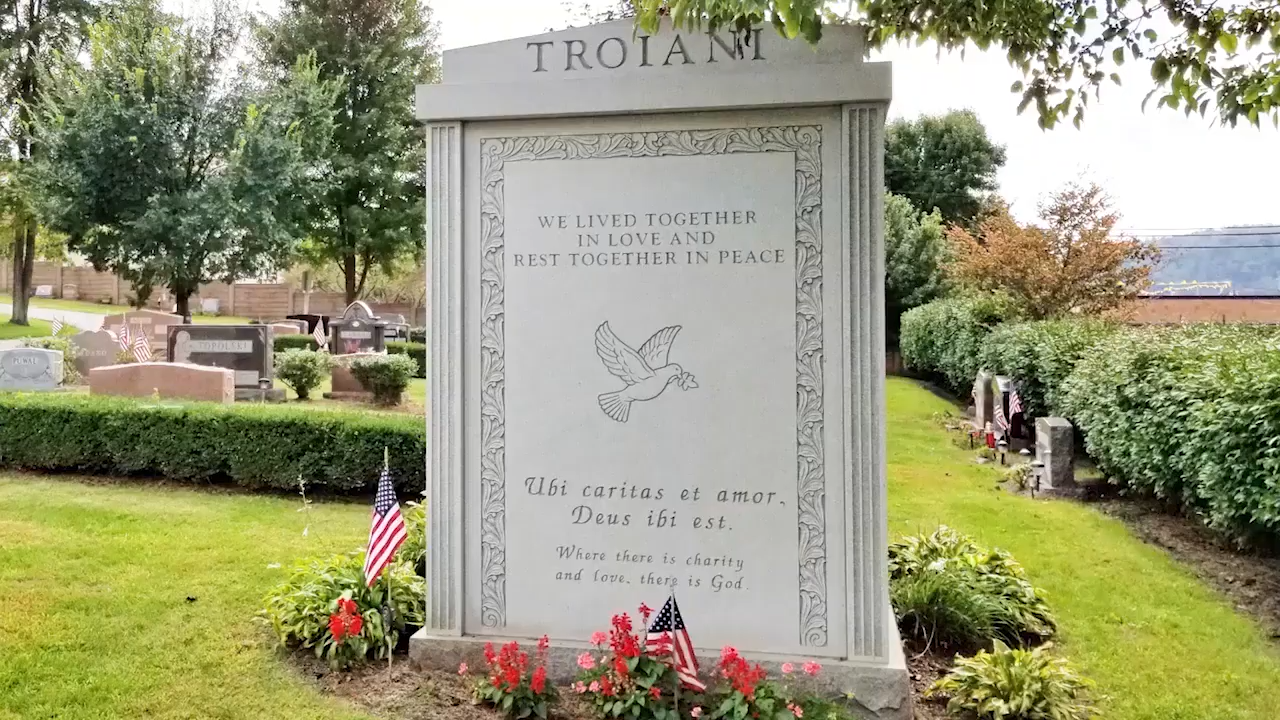 TROIANI
WE LIVED TOGETHER
IN LOVE AND
REST TOGETHER IN PEACE
Ubi caritas et amor,
Deus ibi est.
Where there is charity
and love, there is God.
TOPOLSKI